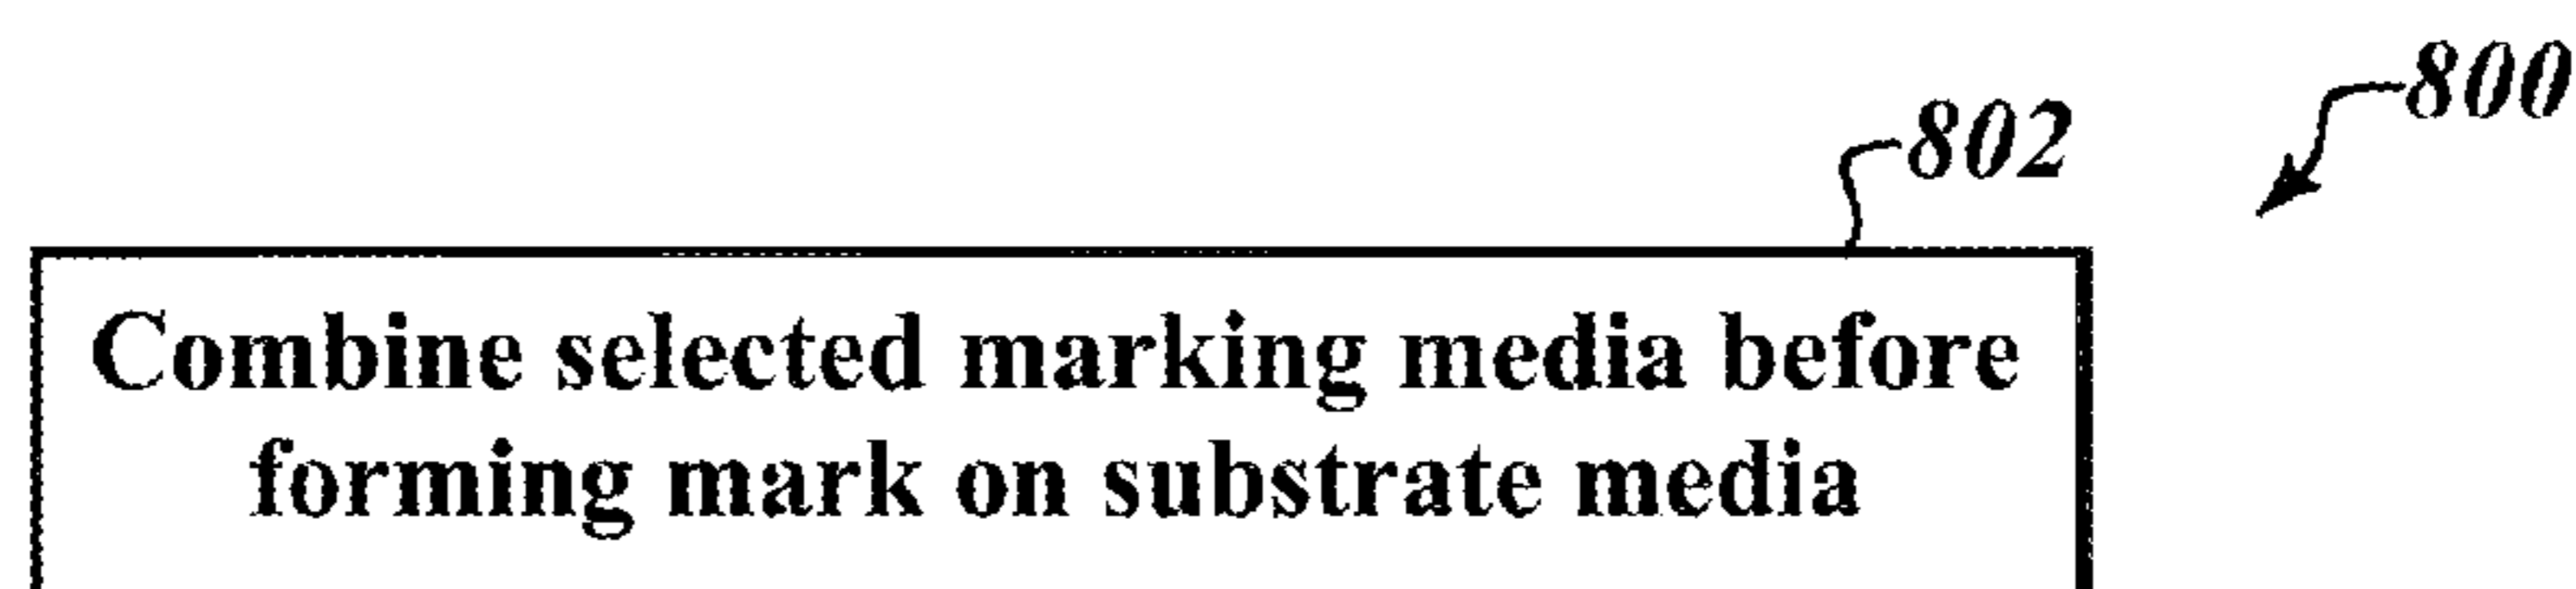 800
802
Combine selected marking media before
forming mark on substrate media